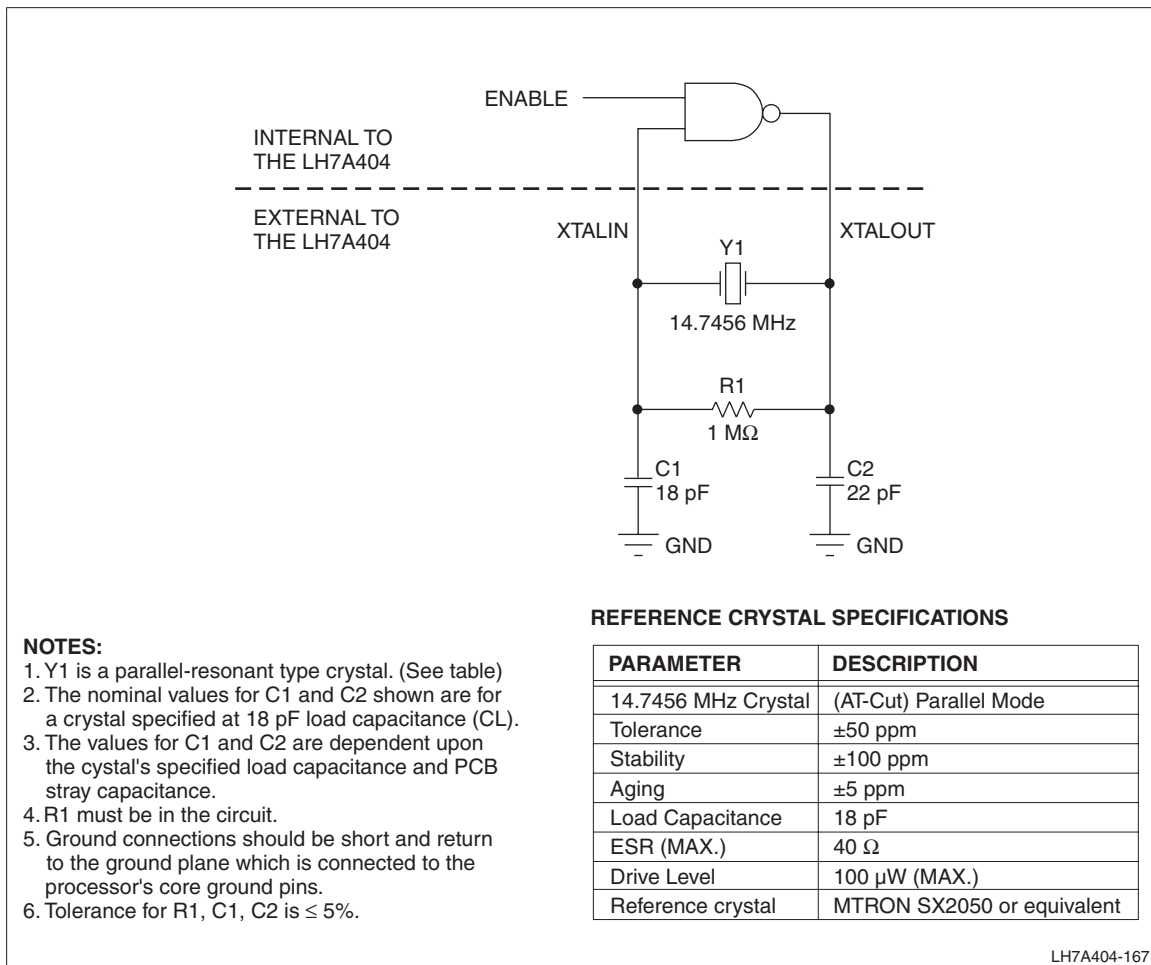 ENABLE
INTERNAL TO
THE LH7A404
EXTERNAL TO
THE LH7A404
XTALIN
XTALOUT
Y1
14.7456 MHz
R1
1 MΩ
C1
18 pF
C2
22 pF
GND
GND
NOTES:
1. Y1 is a parallel-resonant type crystal. (See table)
2. The nominal values for C1 and C2 shown are for
a crystal specified at 18 pF load capacitance (CL).
3. The values for C1 and C2 are dependent upon
the cystal's specified load capacitance and PCB
stray capacitance.
4. R1 must be in the circuit.
5. Ground connections should be short and return
to the ground plane which is connected to the
processor's core ground pins.
6. Tolerance for R1, C1, C2 is ≤ 5%.
REFERENCE CRYSTAL SPECIFICATIONS
PARAMETER DESCRIPTION
14.7456 MHz Crystal (AT-Cut) Parallel Mode
Tolerance ±50 ppm
Stability ±100 ppm
Aging ±5 ppm
Load Capacitance 18 pF
ESR (MAX.) 40 Ω
Drive Level 100 µW (MAX.)
Reference crystal MTRON SX2050 or equivalent
LH7A404-167